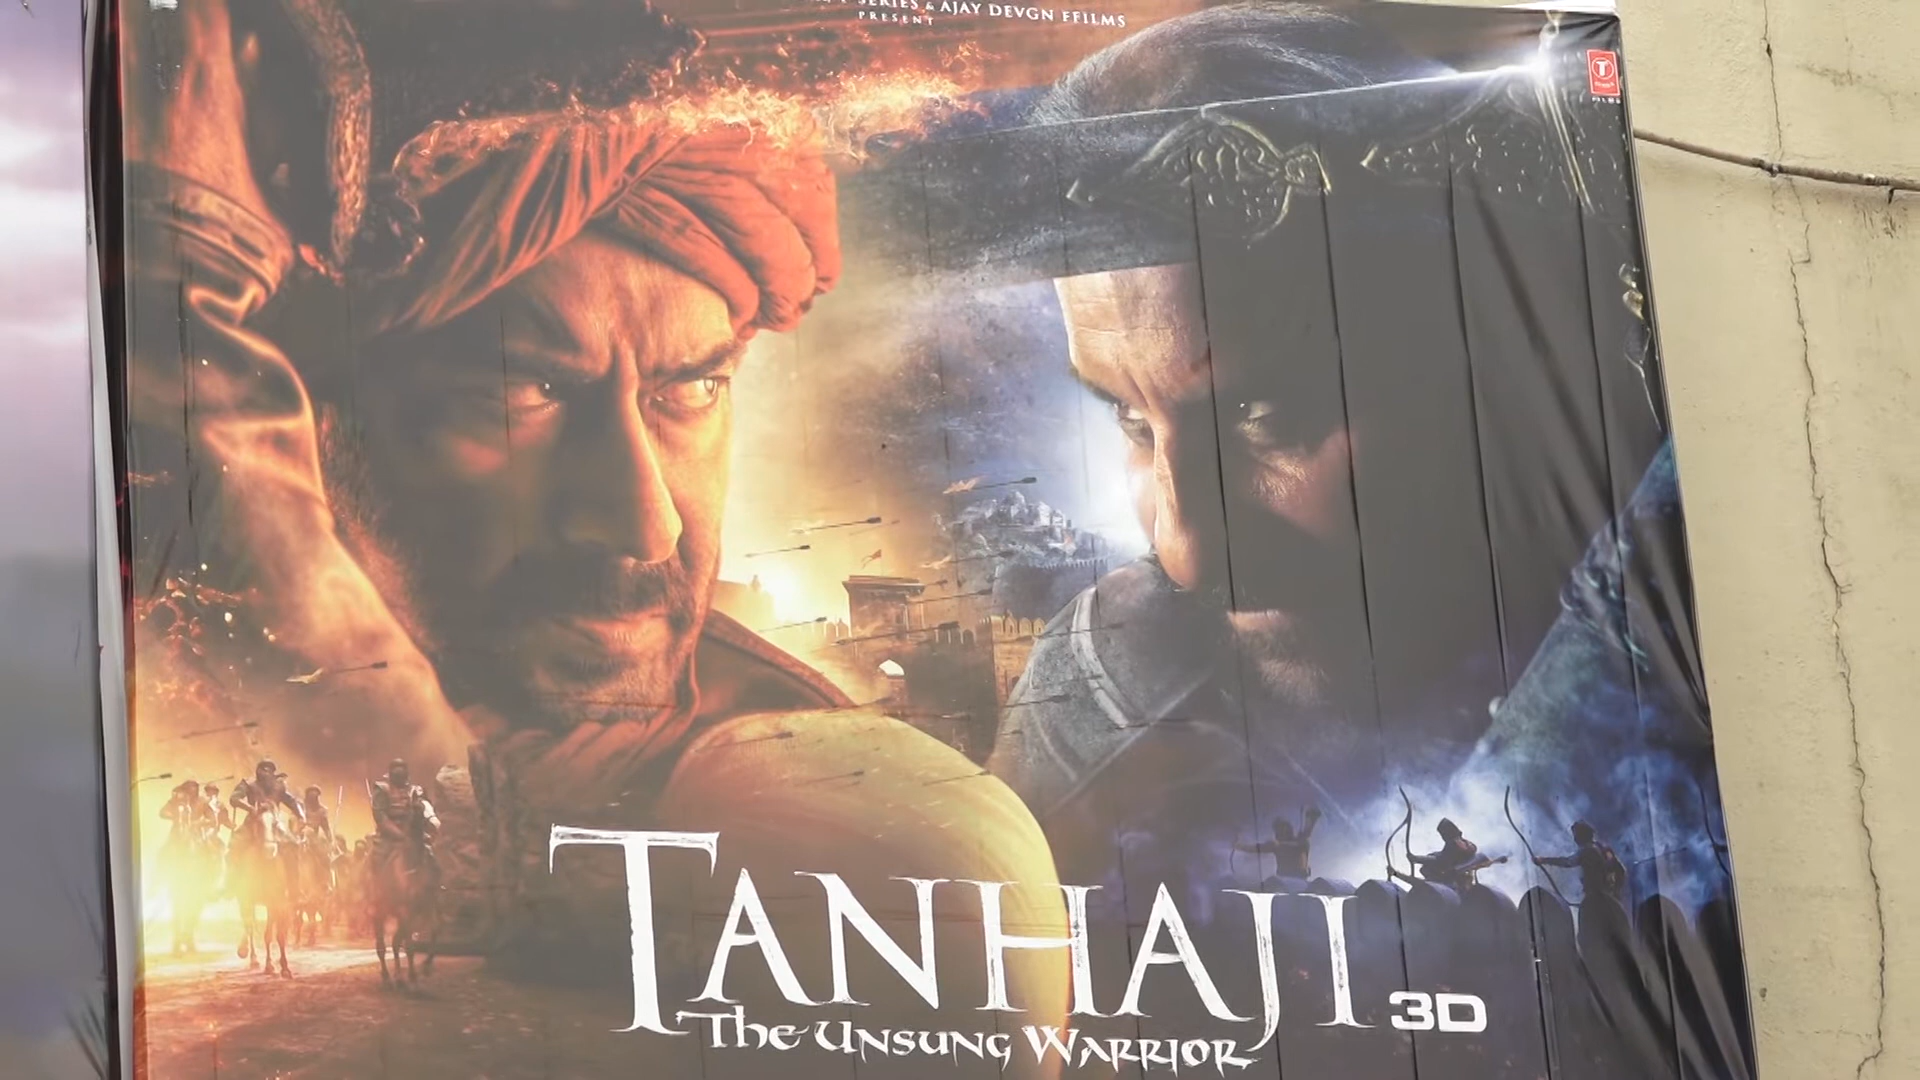 SERIES & AJAY DEVGN FFILMS
PRESENT
T
TANHAJI
3D
The Unsung Warrior